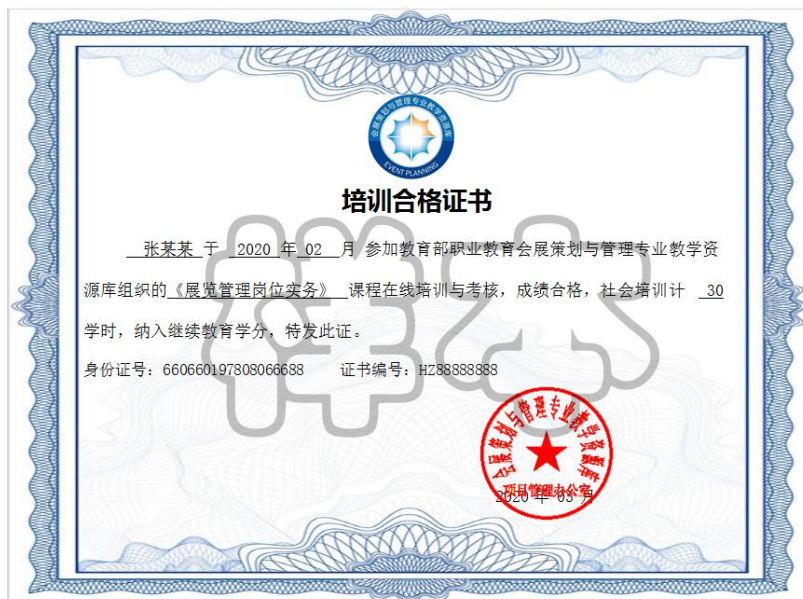 会展策划与管理专业教学资源库
EVENT PLANNING
培训合格证书
张某某 于 2020 年 02 月 参加教育部职业教育会展策划与管理专业教学资
源库组织的《展览管理岗位实务》 课程在线培训与考核，成绩合格，社会培训计 30
学时，纳入继续教育学分，特发此证。
身份证号：660660197808066688 证书编号：HZ88888888
样本
会展策划与管理专业教学资源库
项目管理办公室
2020 年 03 月